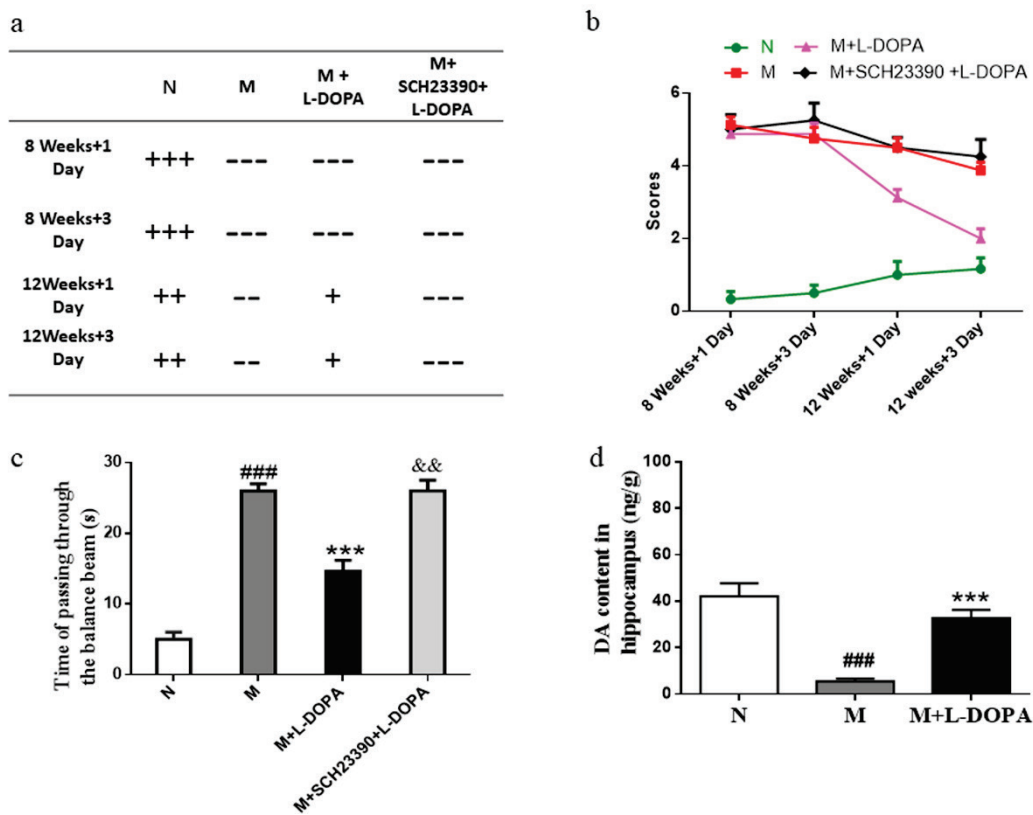 a
N M M + L-DOPA M+ SCH23390+ L-DOPA
8 Weeks+1 Day +++ --- --- ---
8 Weeks+3 Day +++ --- --- ---
12Weeks+1 Day ++ -- + ---
12Weeks+3 Day ++ -- + ---
b
N M+L-DOPA
M M+SCH23390 +L-DOPA
Scores
6
4
2
0
8 Weeks+1 Day
8 Weeks+3 Day
12 Weeks+1 Day
12 weeks+3 Day
c
Time of passing through
the balance beam (s)
30
20
10
0
###
***
&&
N
M
M+L-DOPA
M+SCH23390+L-DOPA
d
DA content in
hippocampus (ng/g)
100
80
60
40
20
0
###
***
N M M+L-DOPA